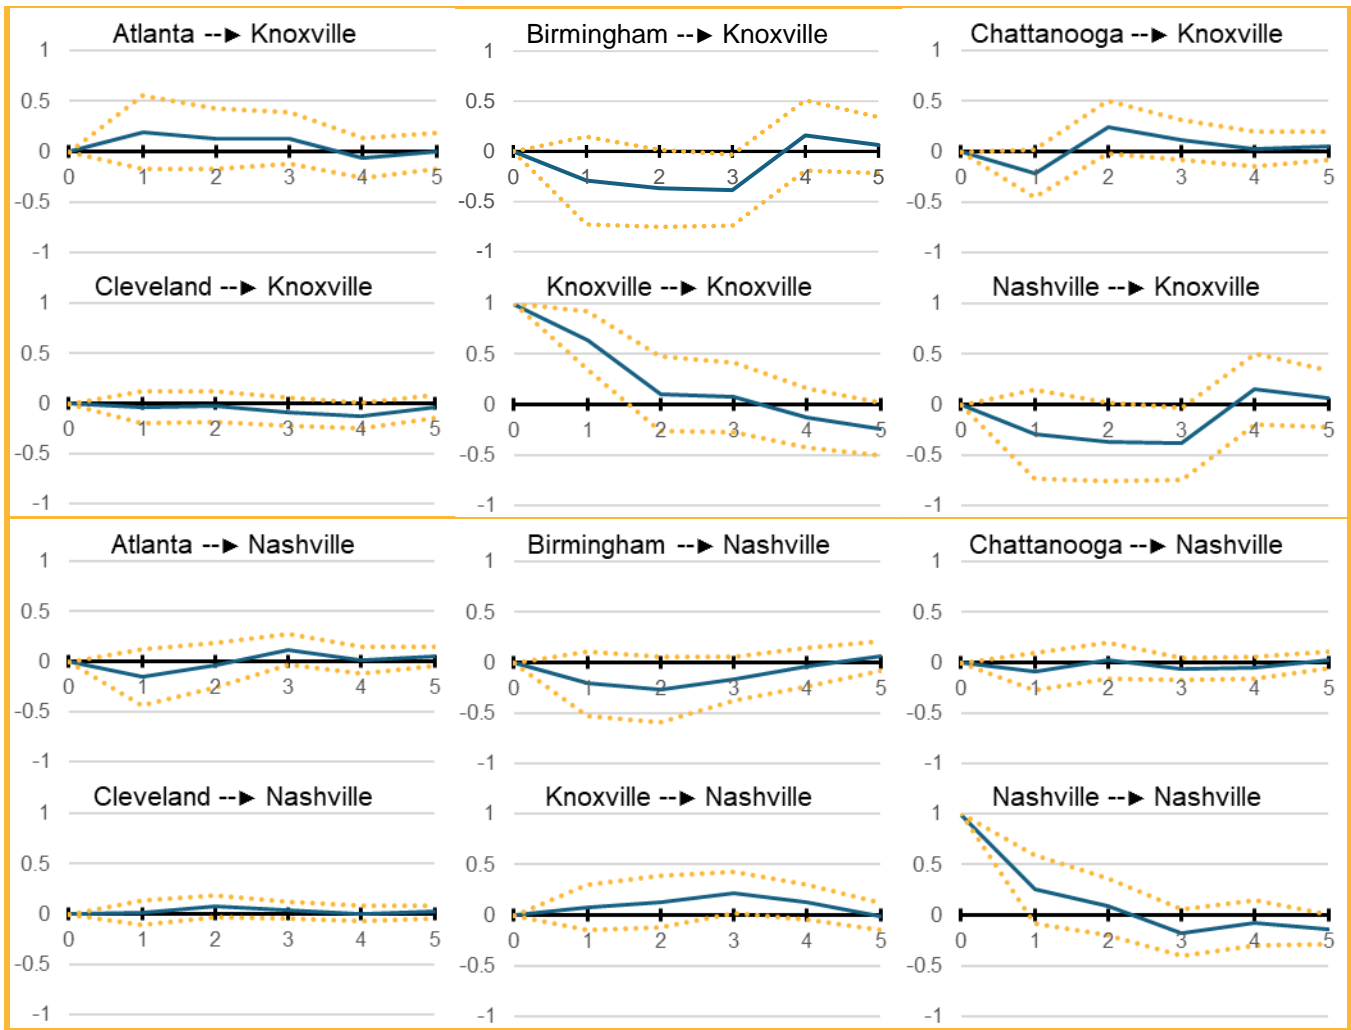 Atlanta --► Knoxville
1
0.5
0
-0.5
-1
0 1 2 3 4 5
Birmingham --► Knoxville
1
0.5
0
-0.5
-1
0 1 2 3 4 5
Chattanooga --► Knoxville
1
0.5
0
-0.5
-1
0 1 2 3 4 5
Cleveland --► Knoxville
1
0.5
0
-0.5
-1
0 1 2 3 4 5
Knoxville --► Knoxville
1
0.5
0
-0.5
-1
0 1 2 3 4 5
Nashville --► Knoxville
1
0.5
0
-0.5
-1
0 1 2 3 4 5
Atlanta --► Nashville
1
0.5
0
-0.5
-1
0 1 2 3 4 5
Birmingham --► Nashville
1
0.5
0
-0.5
-1
0 1 2 3 4 5
Chattanooga --► Nashville
1
0.5
0
-0.5
-1
0 1 2 3 4 5
Cleveland --► Nashville
1
0.5
0
-0.5
-1
0 1 2 3 4 5
Knoxville --► Nashville
1
0.5
0
-0.5
-1
0 1 2 3 4 5
Nashville --► Nashville
1
0.5
0
-0.5
-1
0 1 2 3 4 5